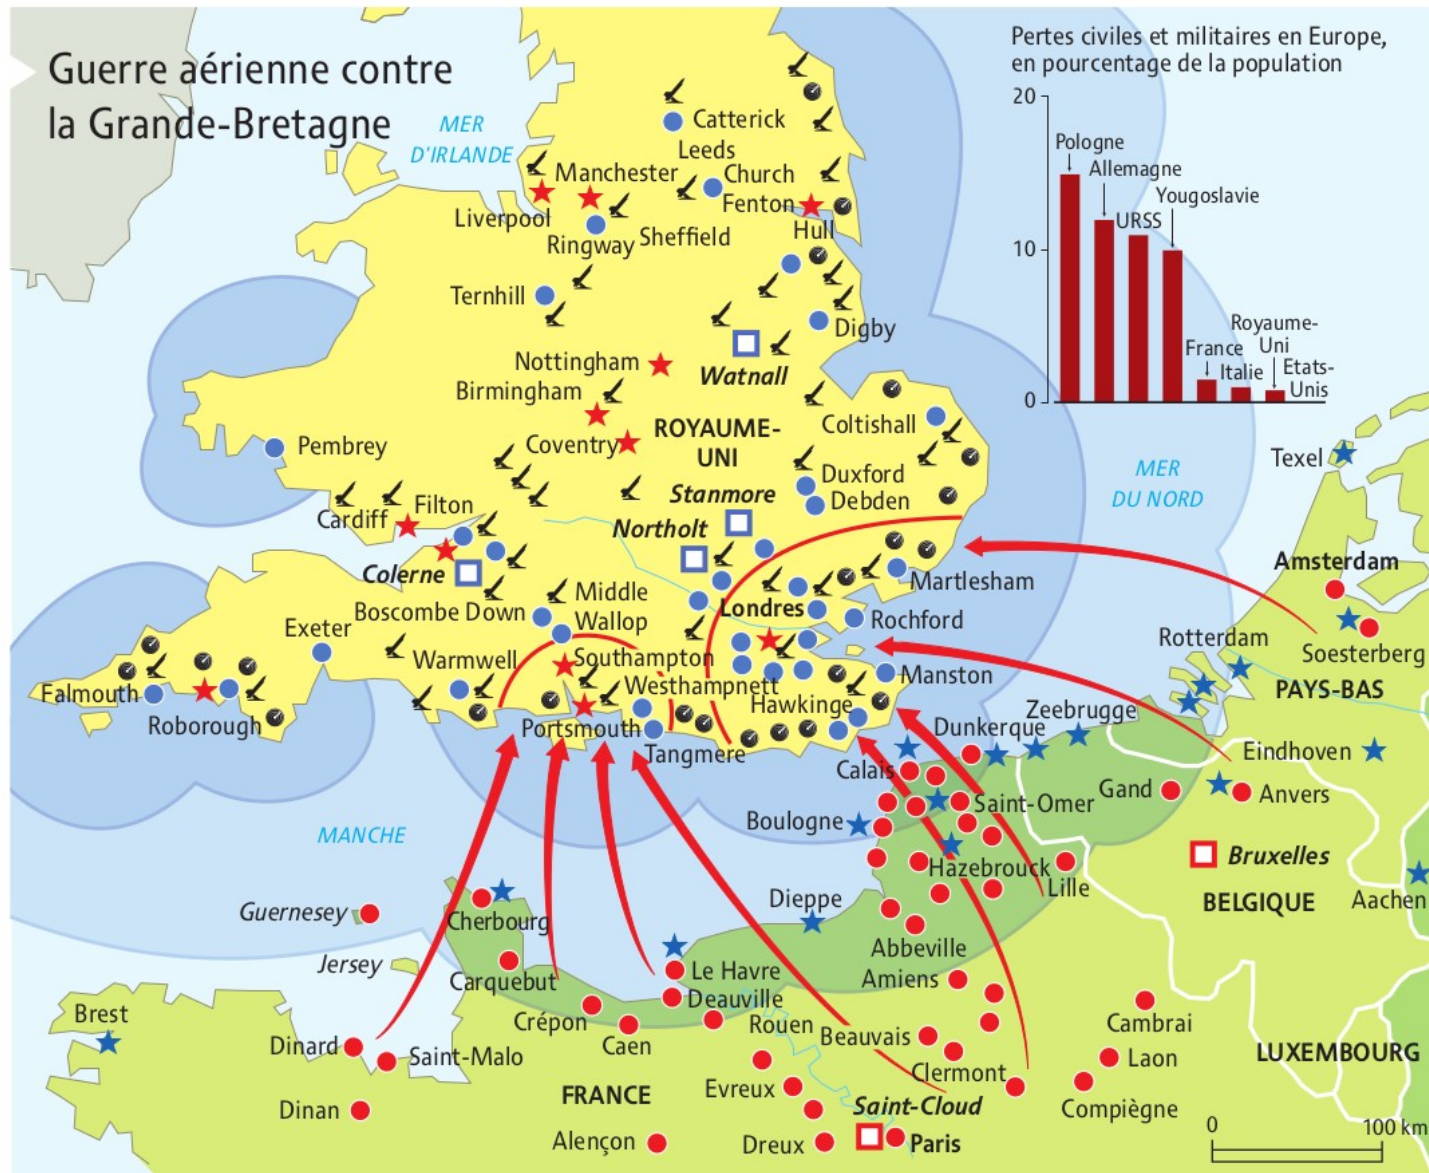 Guerre aérienne contre
la Grande-Bretagne
Pertes civiles et militaires en Europe,
en pourcentage de la population
20
10
0
Pologne
Allemagne
URSS
Yougoslavie
France
Italie
Royaume-
Uni
Etats-
Unis
MER
D'IRLANDE
Catterick
Leeds
Church
Fenton
Manchester
Liverpool
Ringway
Sheffield
Hull
Ternhill
Digby
Nottingham
Watnall
Birmingham
Coventry
ROYAUME-
UNI
Coltishall
Pembrey
Duxford
Debden
Stanmore
Northolt
Cardiff
Filton
Colerne
MER
DU NORD
Texel
Amsterdam
Martlesham
Londres
Rochford
Middle
Wallop
Boscombe Down
Exeter
Warmwell
Southampton
Westhampnett
Hawkinge
Manston
Falmouth
Roborough
Portsmouth
Tangmere
Rotterdam
Soesterberg
PAYS-BAS
Dunkerque
Zeebrugge
Eindhoven
Calais
Saint-Omer
Gand
Anvers
Boulogne
MANCHE
Hazebrouck
Lille
Bruxelles
BELGIQUE
Aachen
Dieppe
Guernesey
Cherbourg
Abbeville
Jersey
Carquebut
Le Havre
Deauville
Amiens
Brest
Crépon
Caen
Rouen
Beauvais
Cambrai
Dinard
Saint-Malo
Clermont
Laon
LUXEMBOURG
Dinan
FRANCE
Evreux
Saint-Cloud
Compiègne
Alençon
Dreux
Paris
0
100 km